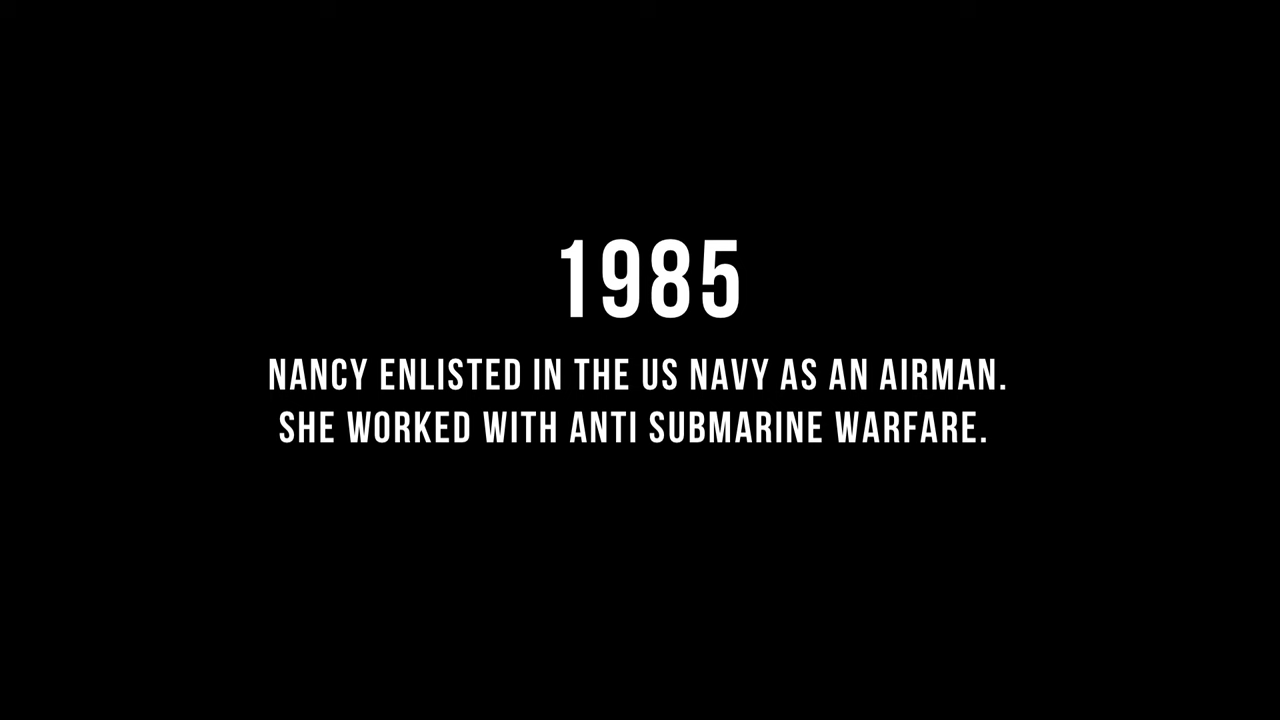 1985
NANCY ENLISTED IN THE US NAVY AS AN AIRMAN.
SHE WORKED WITH ANTI SUBMARINE WARFARE.